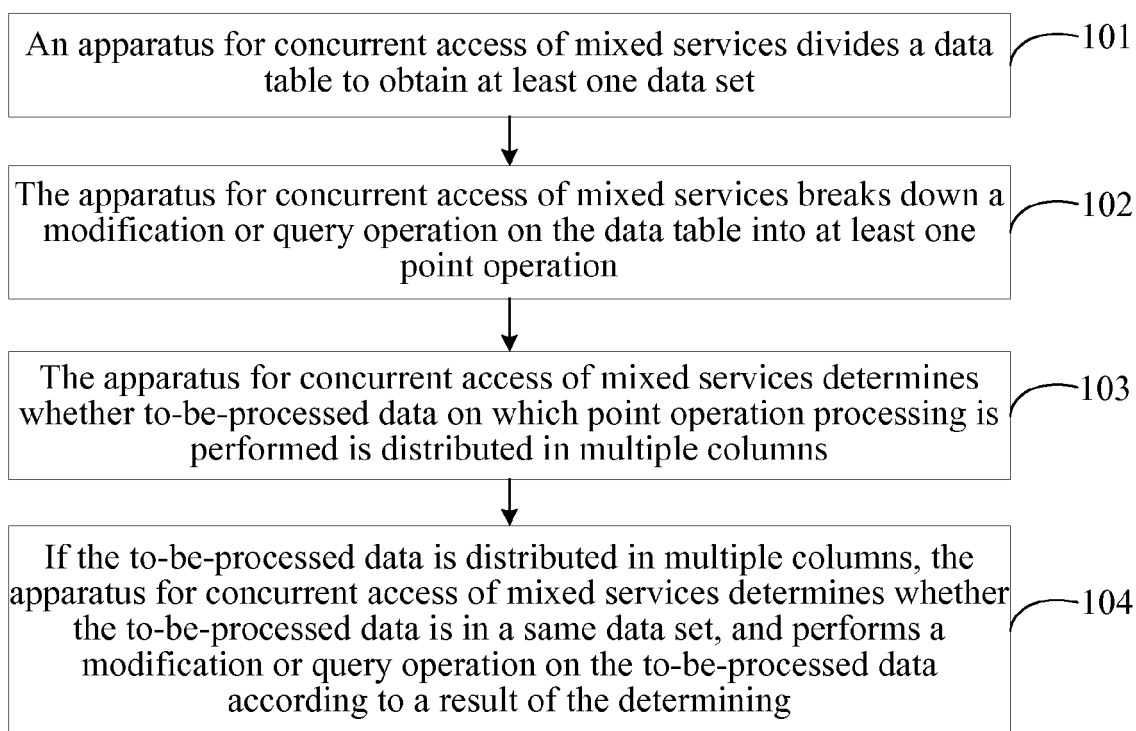 An apparatus for concurrent access of mixed services divides a data
table to obtain at least one data set
101
The apparatus for concurrent access of mixed services breaks down a
modification or query operation on the data table into at least one
point operation
102
The apparatus for concurrent access of mixed services determines
whether to-be-processed data on which point operation processing is
performed is distributed in multiple columns
103
If the to-be-processed data is distributed in multiple columns, the
apparatus for concurrent access of mixed services determines whether
the to-be-processed data is in a same data set, and performs a
modification or query operation on the to-be-processed data
according to a result of the determining
104